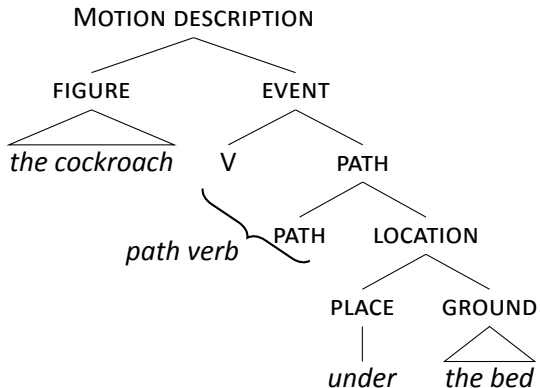 MOTION DESCRIPTION
FIGURE EVENT
the cockroach V PATH
path verb PATH LOCATION
PLACE GROUND
under the bed